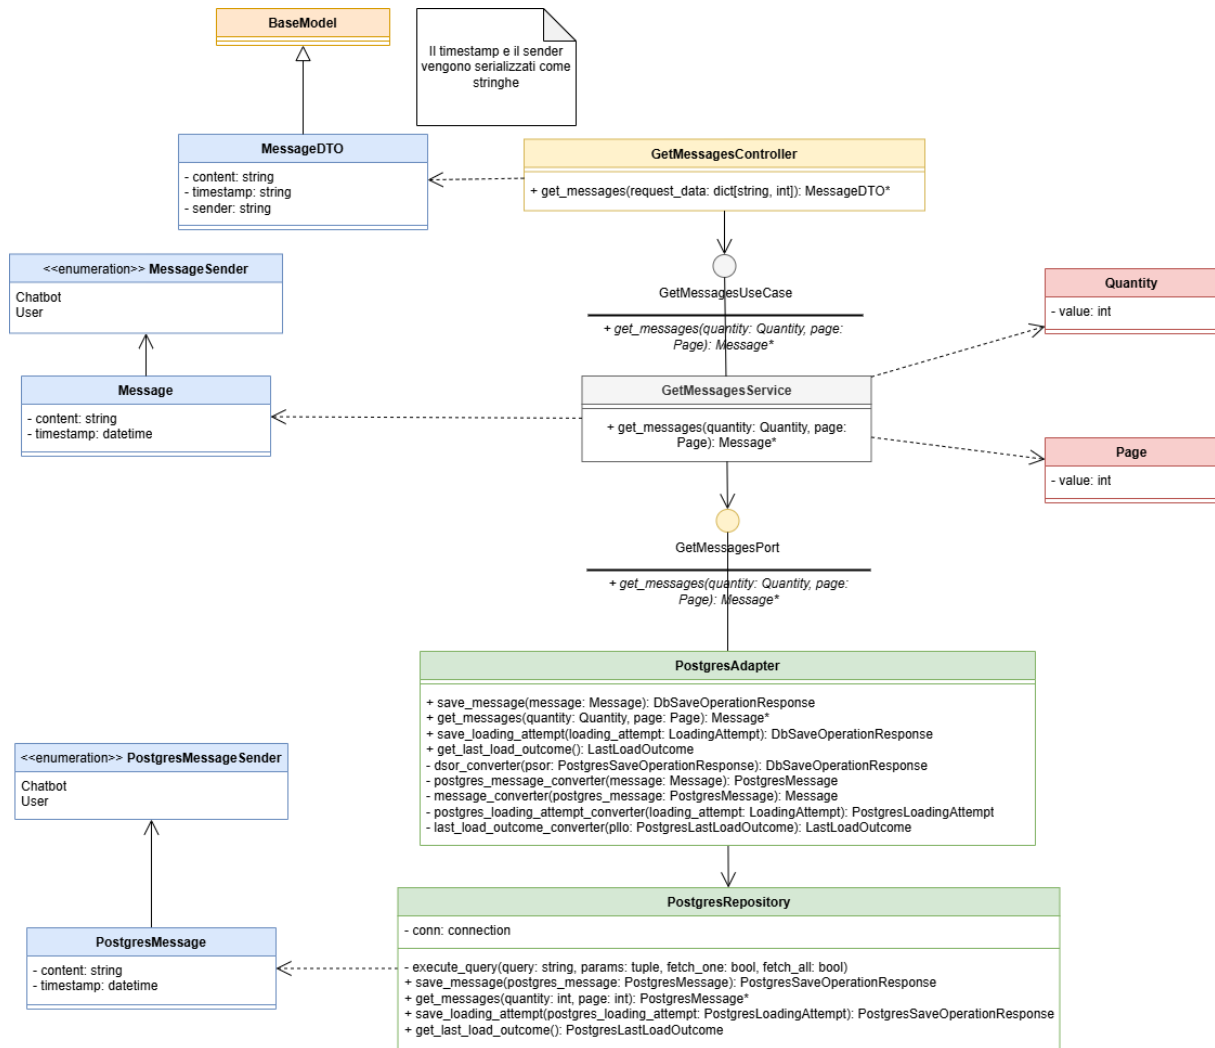 BaseModel
Il timestamp e il sender
vengono serializzati come
stringhe
MessageDTO
- content: string
- timestamp: string
- sender: string
GetMessagesController
+ get_messages(request_data: dict[string, int]): MessageDTO*
<<enumeration>> MessageSender
Chatbot
User
GetMessagesUseCase
+ get_messages(quantity: Quantity, page:
Page): Message*
Quantity
- value: int
Message
- content: string
- timestamp: datetime
GetMessagesService
+ get_messages(quantity: Quantity, page:
Page): Message*
Page
- value: int
GetMessagesPort
+ get_messages(quantity: Quantity, page:
Page): Message*
PostgresAdapter
+ save_message(message: Message): DbSaveOperationResponse
+ get_messages(quantity: Quantity, page: Page): Message*
+ save_loading_attempt(loading_attempt: LoadingAttempt): DbSaveOperationResponse
+ get_last_load_outcome(): LastLoadOutcome
- dsor_converter(psor: PostgresSaveOperationResponse): DbSaveOperationResponse
- postgres_message_converter(message: Message): PostgresMessage
- message_converter(postgres_message: PostgresMessage): Message
- postgres_loading_attempt_converter(loading_attempt: LoadingAttempt): PostgresLoadingAttempt
- last_load_outcome_converter(pllo: PostgresLastLoadOutcome): LastLoadOutcome
<<enumeration>> PostgresMessageSender
Chatbot
User
PostgresMessage
- content: string
- timestamp: datetime
PostgresRepository
- conn: connection
- execute_query(query: string, params: tuple, fetch_one: bool, fetch_all: bool)
+ save_message(postgres_message: PostgresMessage): PostgresSaveOperationResponse
+ get_messages(quantity: int, page: int): PostgresMessage*
+ save_loading_attempt(postgres_loading_attempt: PostgresLoadingAttempt): PostgresSaveOperationResponse
+ get_last_load_outcome(): PostgresLastLoadOutcome